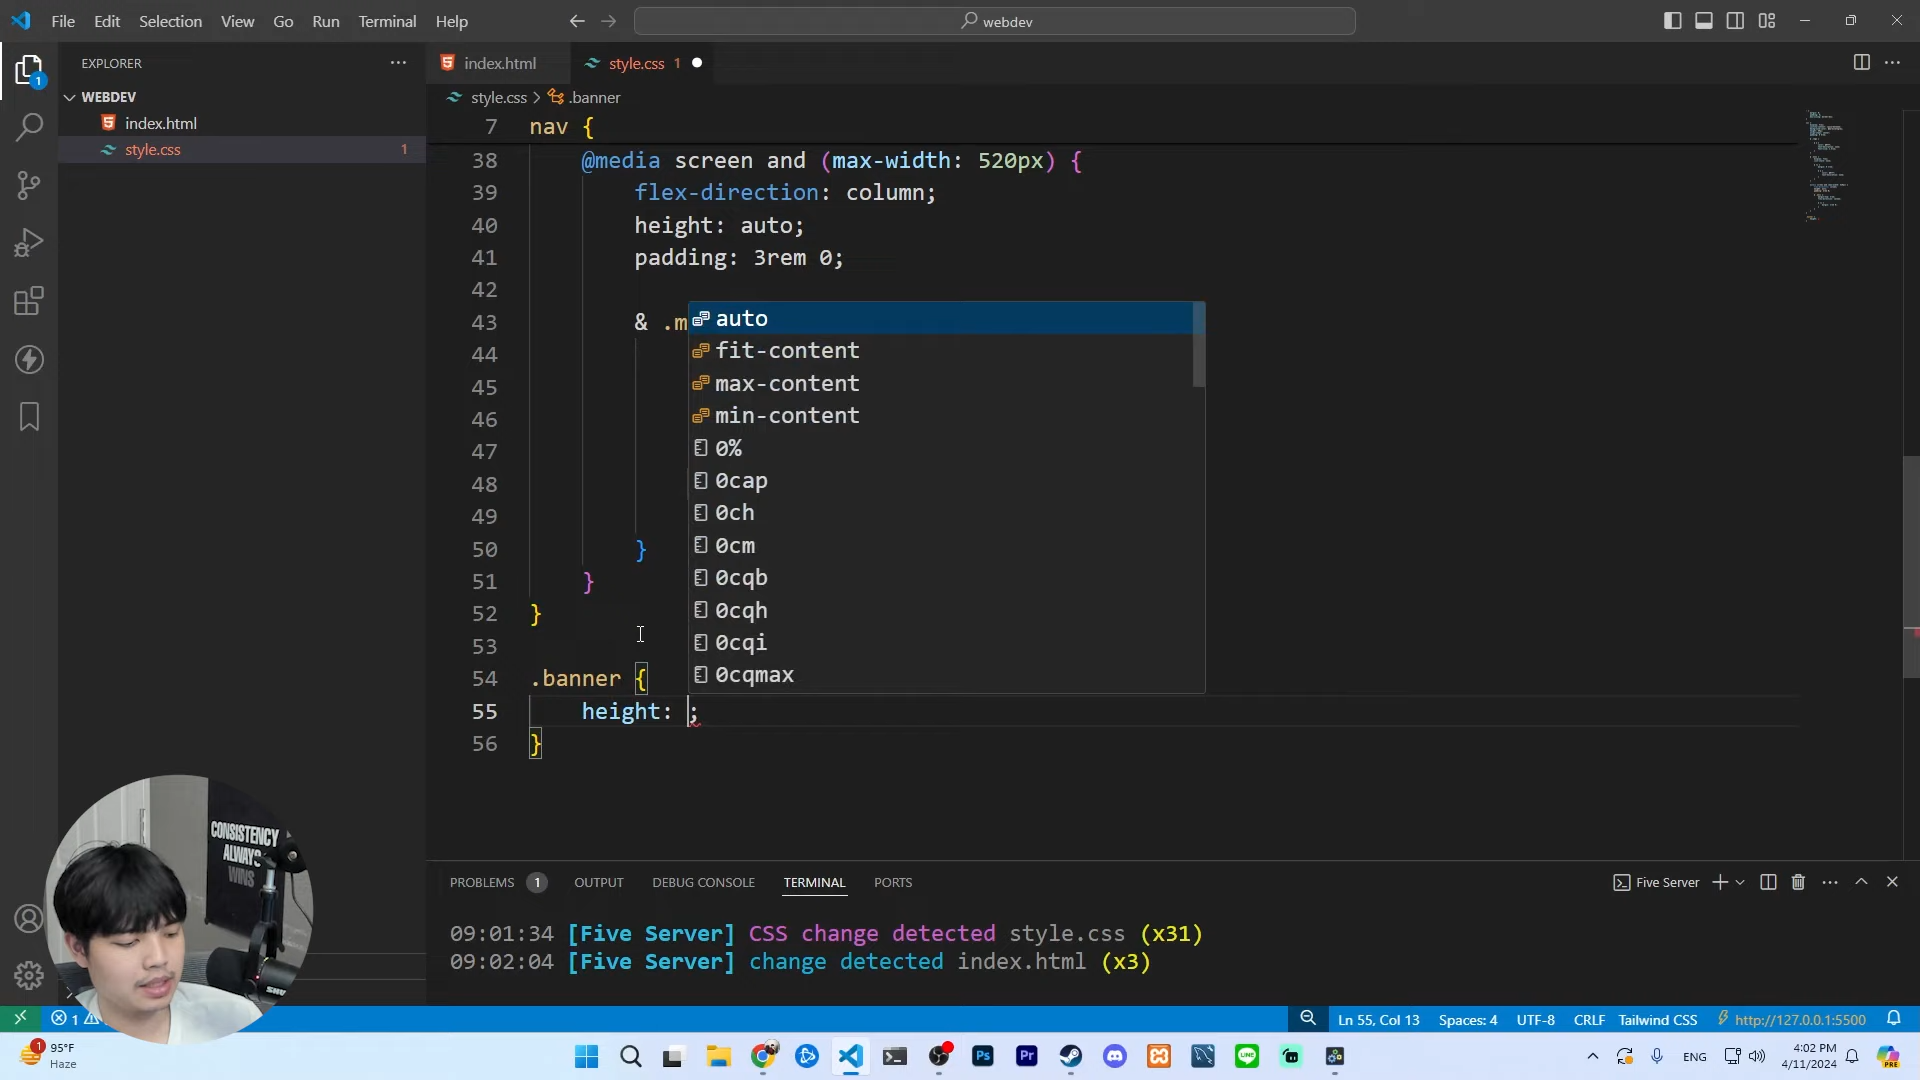 File Edit Selection View Go Run Terminal Help
webdev
EXPLORER
1
WEBDEV
index.html
style.css 1
index.html
style.css 1
style.css > .banner
7 nav {
38 @media screen and (max-width: 520px) {
39 flex-direction: column;
40 height: auto;
41 padding: 3rem 0;
42
43 & .m
44
45
46
47
48
49
50 }
51 }
52 }
53
54 .banner {
55 height: ;
56 }
auto
fit-content
max-content
min-content
0%
0cap
0ch
0cm
0cqb
0cqh
0cqi
0cqmax
CONSISTENCY
ALWAYS
WINS
PROBLEMS 1 OUTPUT DEBUG CONSOLE TERMINAL PORTS
Five Server
09:01:34 [Five Server] CSS change detected style.css (x31)
09:02:04 [Five Server] change detected index.html (x3)
1
Ln 55, Col 13 Spaces: 4 UTF-8 CRLF Tailwind CSS http://127.0.0.1:5500
1
95°F
Haze
Ps
Pr
LINE
ENG
4:02 PM
4/11/2024
PRE